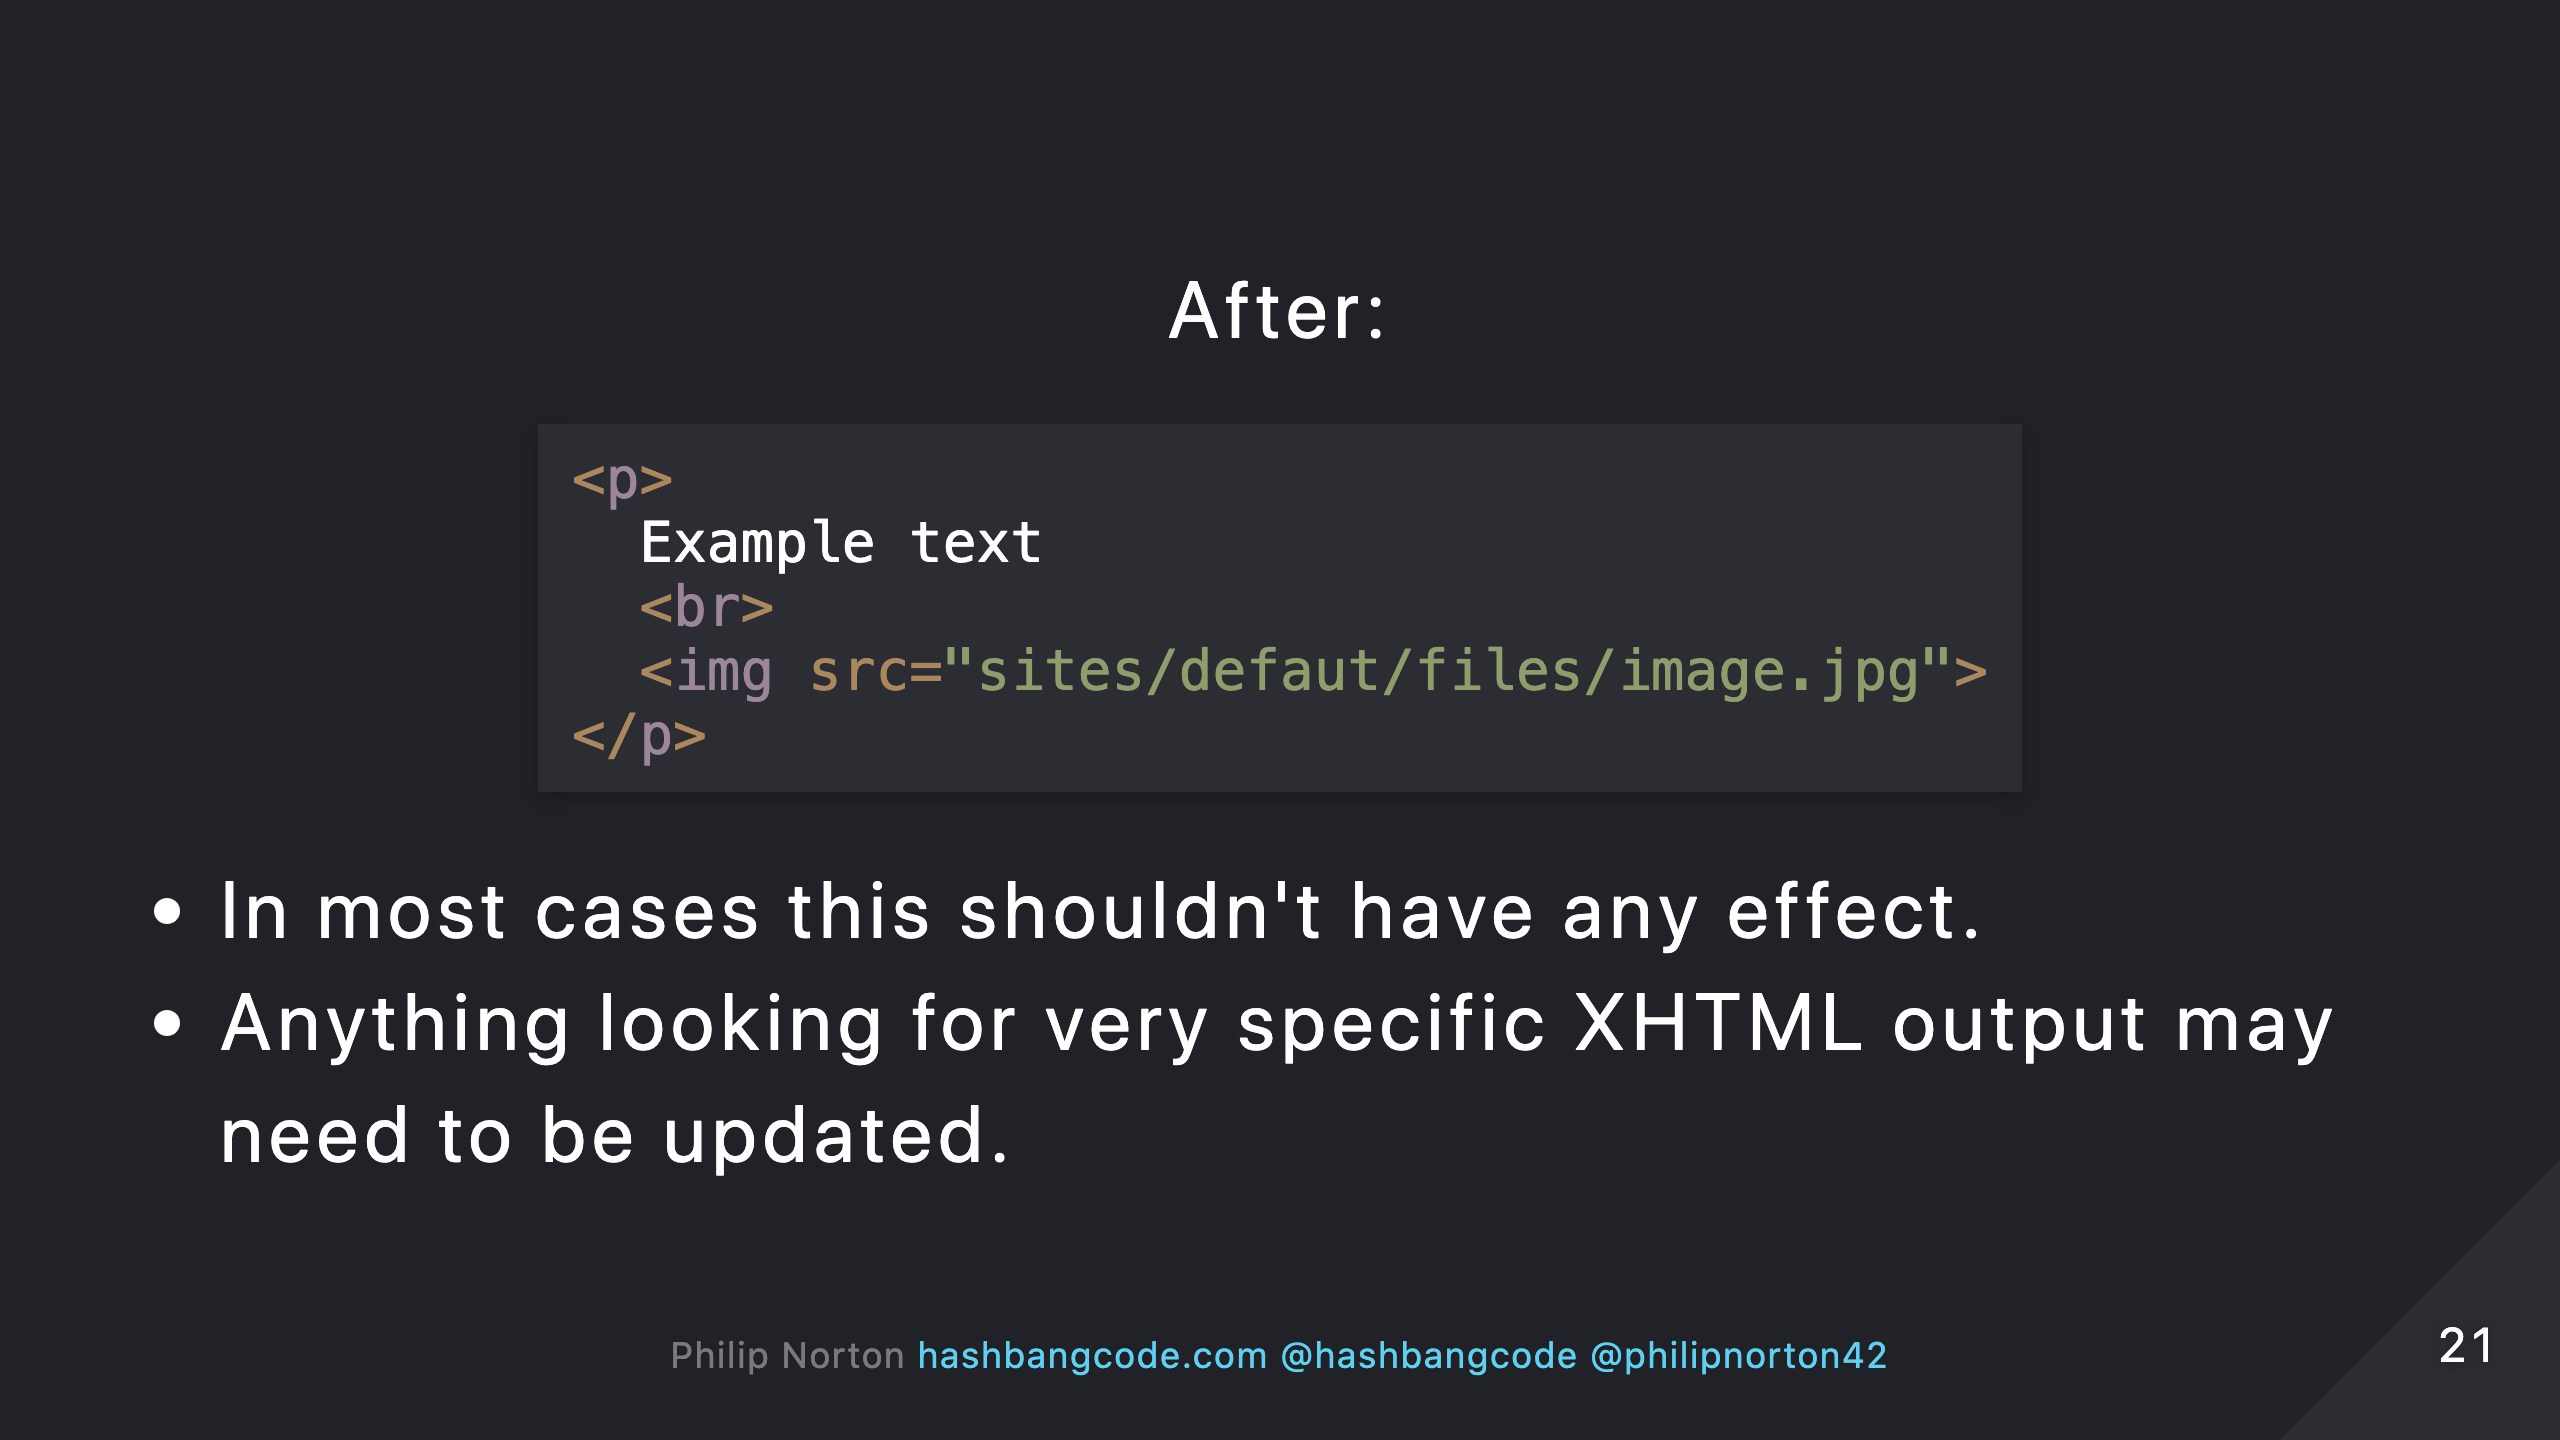 After:
<p>
  Example text
  <br>
  <img src="sites/defaut/files/image.jpg">
</p>
• In most cases this shouldn't have any effect.
• Anything looking for very specific XHTML output may
need to be updated.
Philip Norton hashbangcode.com @hashbangcode @philipnorton42
21